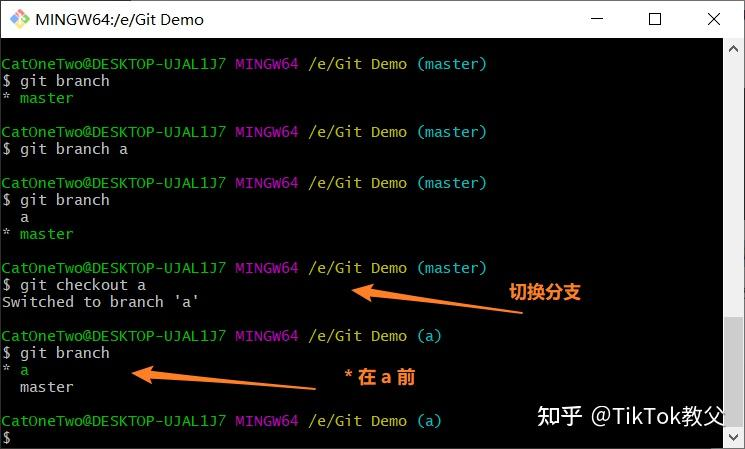 MINGW64:/e/Git Demo
CatOneTwo@DESKTOP-UJAL1J7 MINGW64 /e/Git Demo (master)
$ git branch
* master
CatOneTwo@DESKTOP-UJAL1J7 MINGW64 /e/Git Demo (master)
$ git branch a
CatOneTwo@DESKTOP-UJAL1J7 MINGW64 /e/Git Demo (master)
$ git branch
a
* master
CatOneTwo@DESKTOP-UJAL1J7 MINGW64 /e/Git Demo (master)
$ git checkout a
切换分支
Switched to branch 'a'
CatOneTwo@DESKTOP-UJAL1J7 MINGW64 /e/Git Demo (a)
$ git branch
* a
* 在 a 前
master
CatOneTwo@DESKTOP-UJAL1J7 MINGW64 /e/Git Demo (a)
知乎 @TikTok教父
$